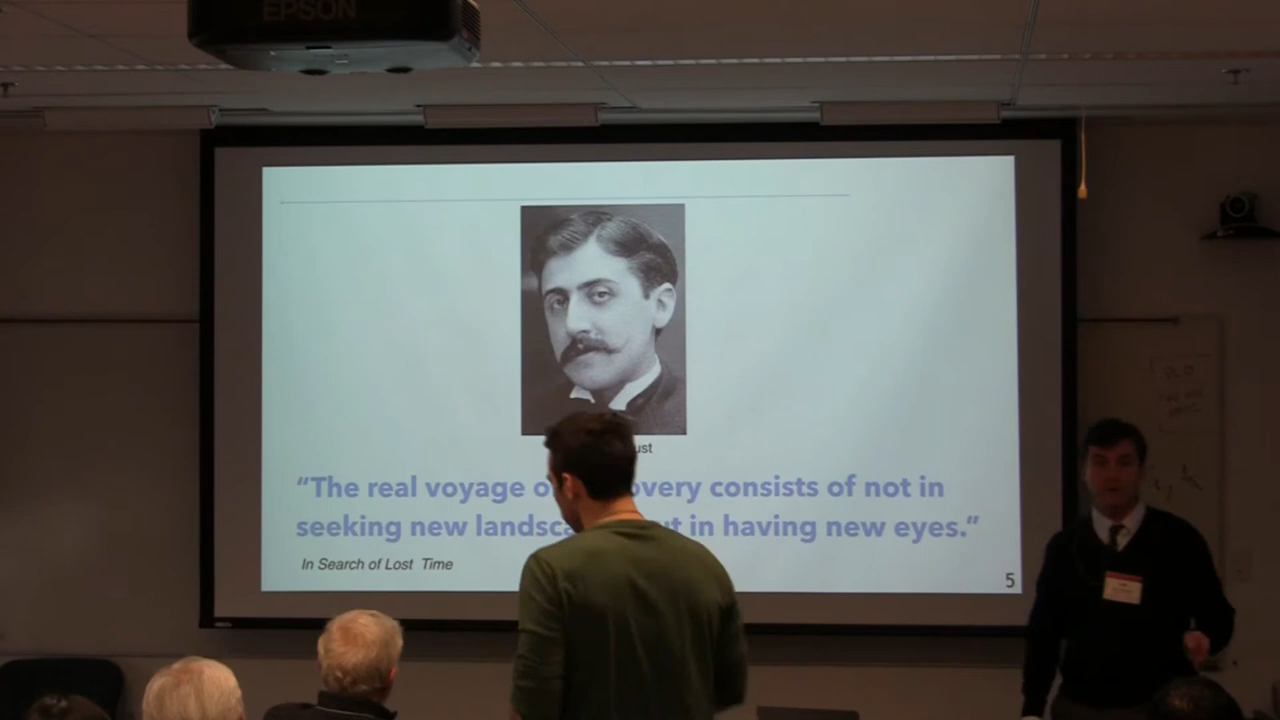 EPSON
ust
“The real voyage o overy consists of not in
seeking new landsca ut in having new eyes.”
In Search of Lost Time
5